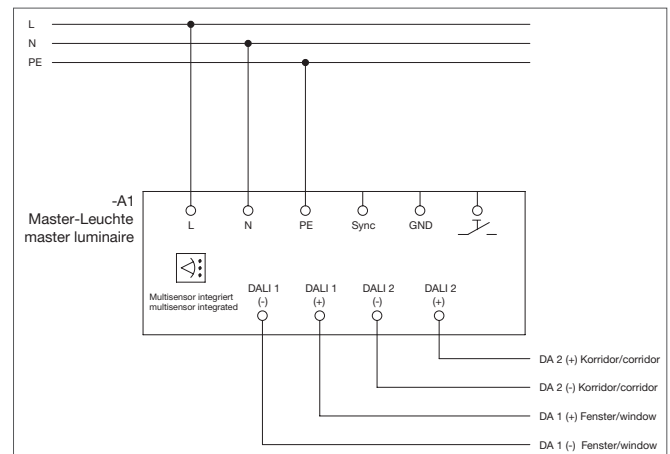 L
N
PE
-A1
Master-Leuchte
master luminaire
L N PE Sync GND
Multisensor integriert
multisensor integrated
DALI 1 DALI 1 DALI 2 DALI 2
(-) (+) (-) (+)
DA 2 (+) Korridor/corridor
DA 2 (-) Korridor/corridor
DA 1 (+) Fenster/window
DA 1 (-) Fenster/window